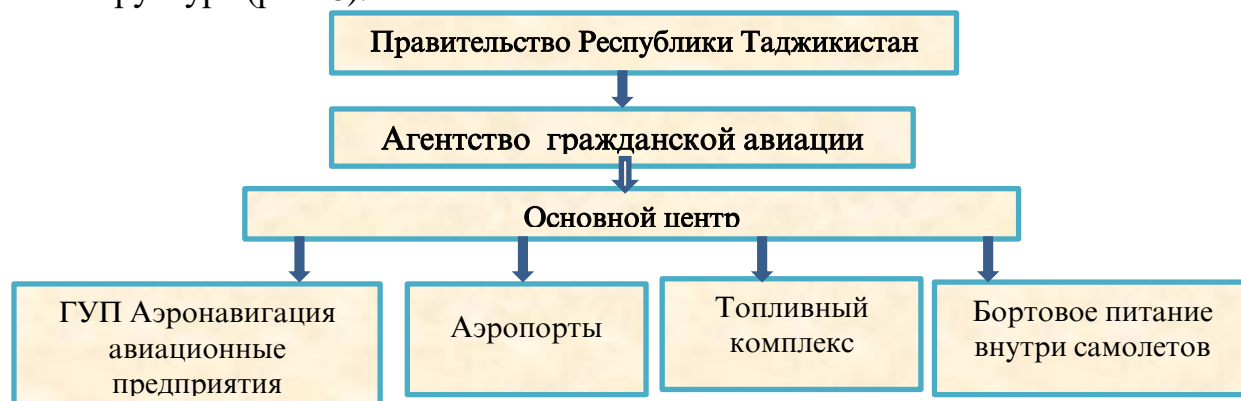 Правительство Республики Таджикистан
Агентство гражданской авиации
Основной центр
ГУП Аэронавигация
авиационные
предприятия
Аэропорты
Топливный
комплекс
Бортовое питание
внутри самолетов